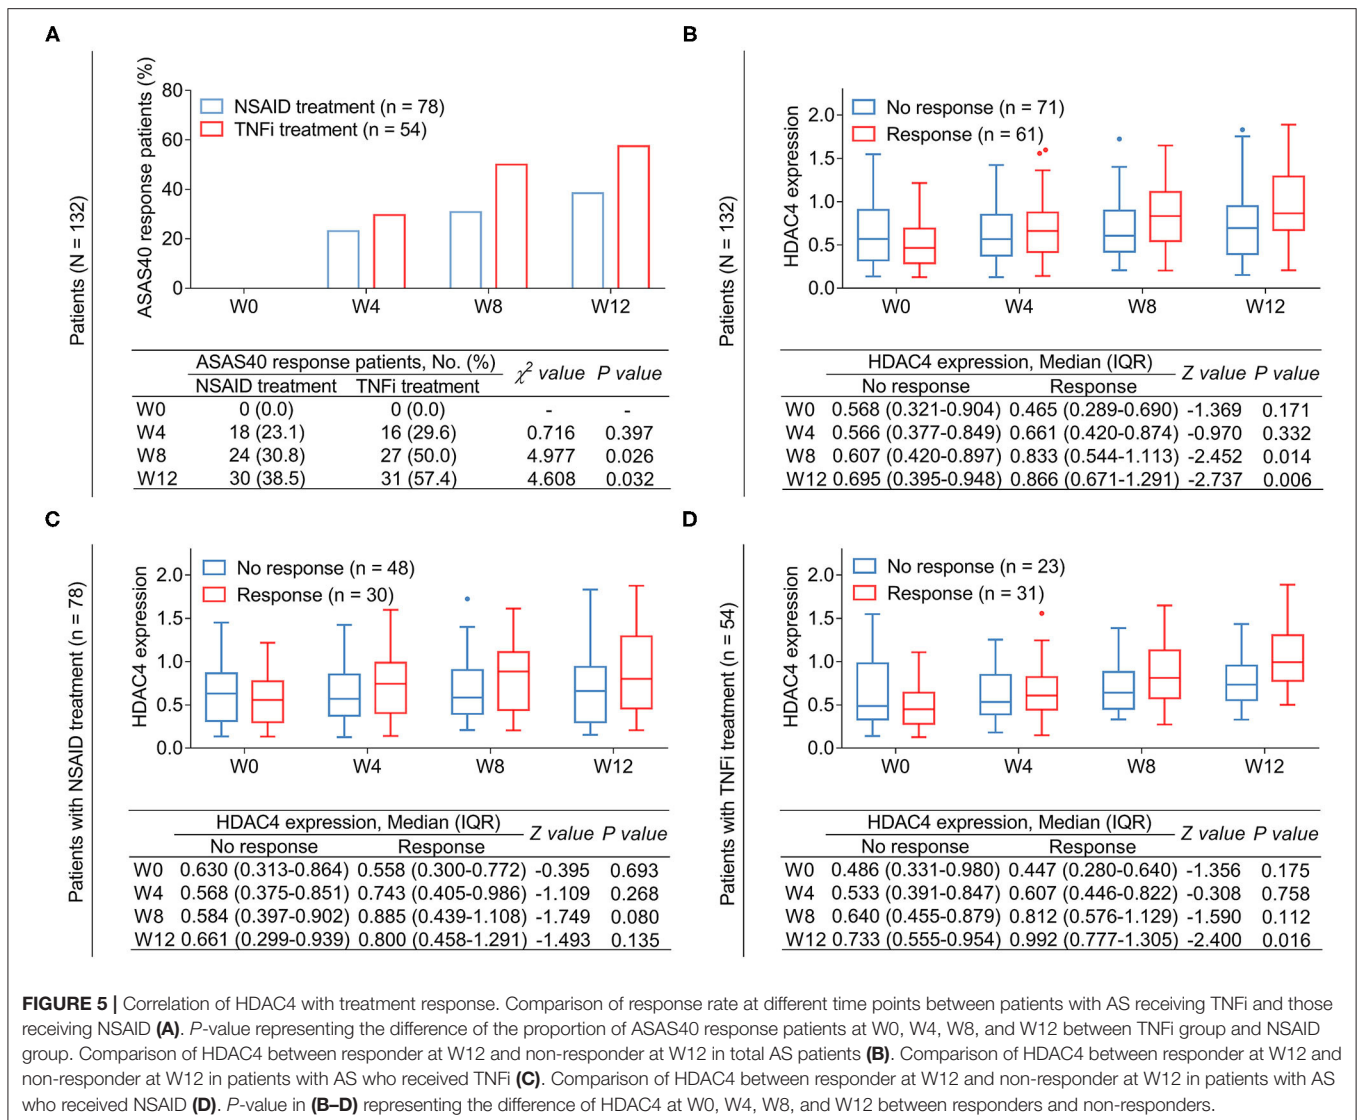 A
Patients (N = 132)
ASAS40 response patients (%)
80
60
40
20
0
NSAID treatment (n = 78)
TNFi treatment (n = 54)
W0 W4 W8 W12
ASAS40 response patients, No. (%) χ² value P value
NSAID treatment TNFi treatment
W0 0 (0.0) 0 (0.0) - -
W4 18 (23.1) 16 (29.6) 0.716 0.397
W8 24 (30.8) 27 (50.0) 4.977 0.026
W12 30 (38.5) 31 (57.4) 4.608 0.032
B
Patients (N = 132)
HDAC4 expression
2.0
1.5
1.0
0.5
0.0
No response (n = 71)
Response (n = 61)
W0 W4 W8 W12
HDAC4 expression, Median (IQR) Z value P value
No response Response
W0 0.568 (0.321-0.904) 0.465 (0.289-0.690) -1.369 0.171
W4 0.566 (0.377-0.849) 0.661 (0.420-0.874) -0.970 0.332
W8 0.607 (0.420-0.897) 0.833 (0.544-1.113) -2.452 0.014
W12 0.695 (0.395-0.948) 0.866 (0.671-1.291) -2.737 0.006
C
Patients with NSAID treatment (n = 78)
HDAC4 expression
2.0
1.5
1.0
0.5
0.0
No response (n = 48)
Response (n = 30)
W0 W4 W8 W12
HDAC4 expression, Median (IQR) Z value P value
No response Response
W0 0.630 (0.313-0.864) 0.558 (0.300-0.772) -0.395 0.693
W4 0.568 (0.375-0.851) 0.743 (0.405-0.986) -1.109 0.268
W8 0.584 (0.397-0.902) 0.885 (0.439-1.108) -1.749 0.080
W12 0.661 (0.299-0.939) 0.800 (0.458-1.291) -1.493 0.135
D
Patients with TNFi treatment (n = 54)
HDAC4 expression
2.0
1.5
1.0
0.5
0.0
No response (n = 23)
Response (n = 31)
W0 W4 W8 W12
HDAC4 expression, Median (IQR) Z value P value
No response Response
W0 0.486 (0.331-0.980) 0.447 (0.280-0.640) -1.356 0.175
W4 0.533 (0.391-0.847) 0.607 (0.446-0.822) -0.308 0.758
W8 0.640 (0.455-0.879) 0.812 (0.576-1.129) -1.590 0.112
W12 0.733 (0.555-0.954) 0.992 (0.777-1.305) -2.400 0.016
FIGURE 5 | Correlation of HDAC4 with treatment response. Comparison of response rate at different time points between patients with AS receiving TNFi and those
receiving NSAID (A). P-value representing the difference of the proportion of ASAS40 response patients at W0, W4, W8, and W12 between TNFi group and NSAID
group. Comparison of HDAC4 between responder at W12 and non-responder at W12 in total AS patients (B). Comparison of HDAC4 between responder at W12 and
non-responder at W12 in patients with AS who received TNFi (C). Comparison of HDAC4 between responder at W12 and non-responder at W12 in patients with AS
who received NSAID (D). P-value in (B–D) representing the difference of HDAC4 at W0, W4, W8, and W12 between responders and non-responders.